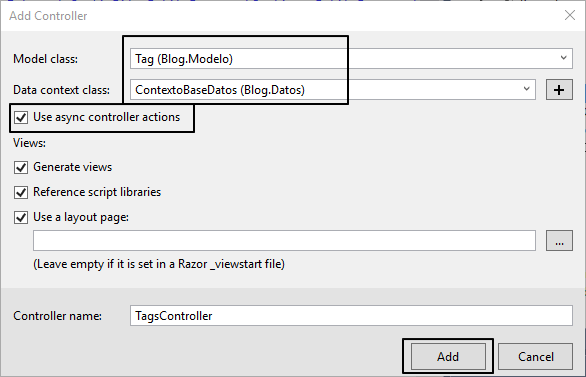 Add Controller
Model class: Tag (Blog.Modelo)
Data context class: ContextoBaseDatos (Blog.Datos) +
Use async controller actions
Views:
Generate views
Reference script libraries
Use a layout page:
...
(Leave empty if it is set in a Razor _viewstart file)
Controller name: TagsController
Add Cancel